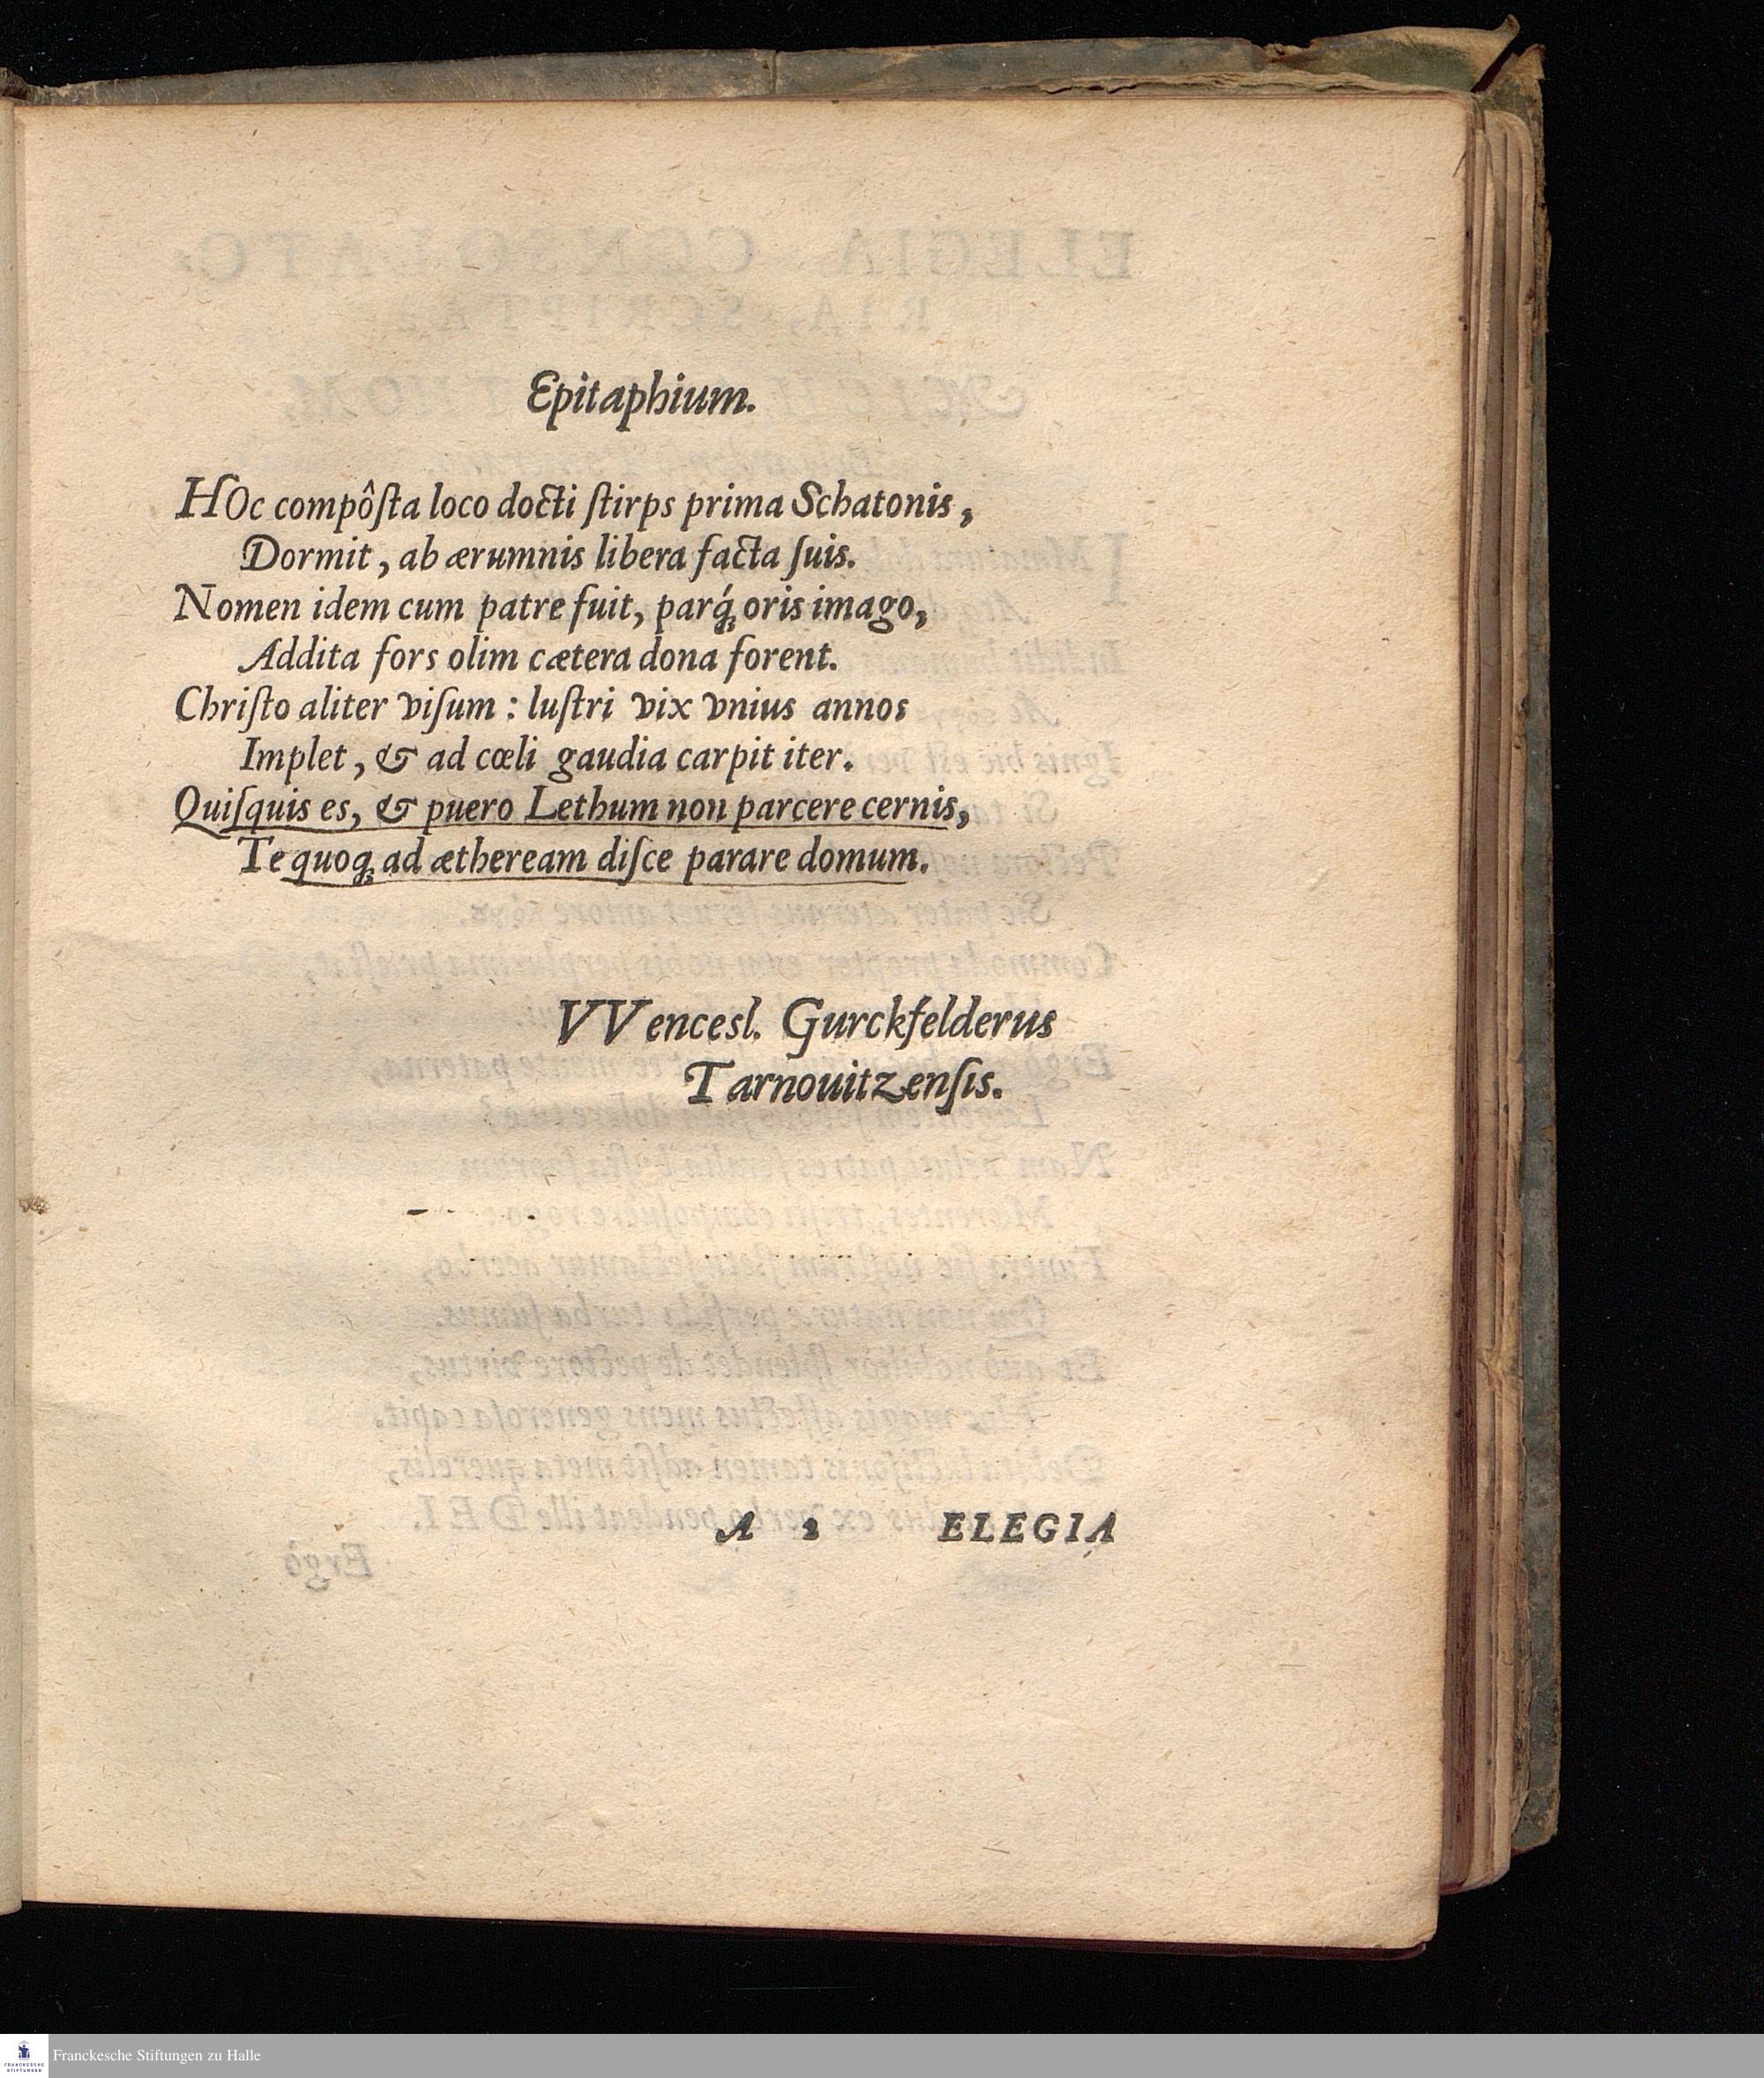 Epitaphium.
HOc compôſta loco docti ſtirps prima Schatonis,
Dormit, ab ærumnis libera facta ſuis.
Nomen idem cum patre fuit, parq́; oris imago,
Addita fors olim cætera dona forent.
Chriſto aliter viſum: luſtri vix vnius annos
Implet, & ad cœli gaudia carpit iter.
Quiſquis es, & puero Lethum non parcere cernis,
Te quoq; ad ætheream diſce parare domum.
VVencesl. Gurckfelderus
Tarnouitzenſis.
A 2 ELEGIA
FRANCKESCHE STIFTUNGEN
Franckesche Stiftungen zu Halle